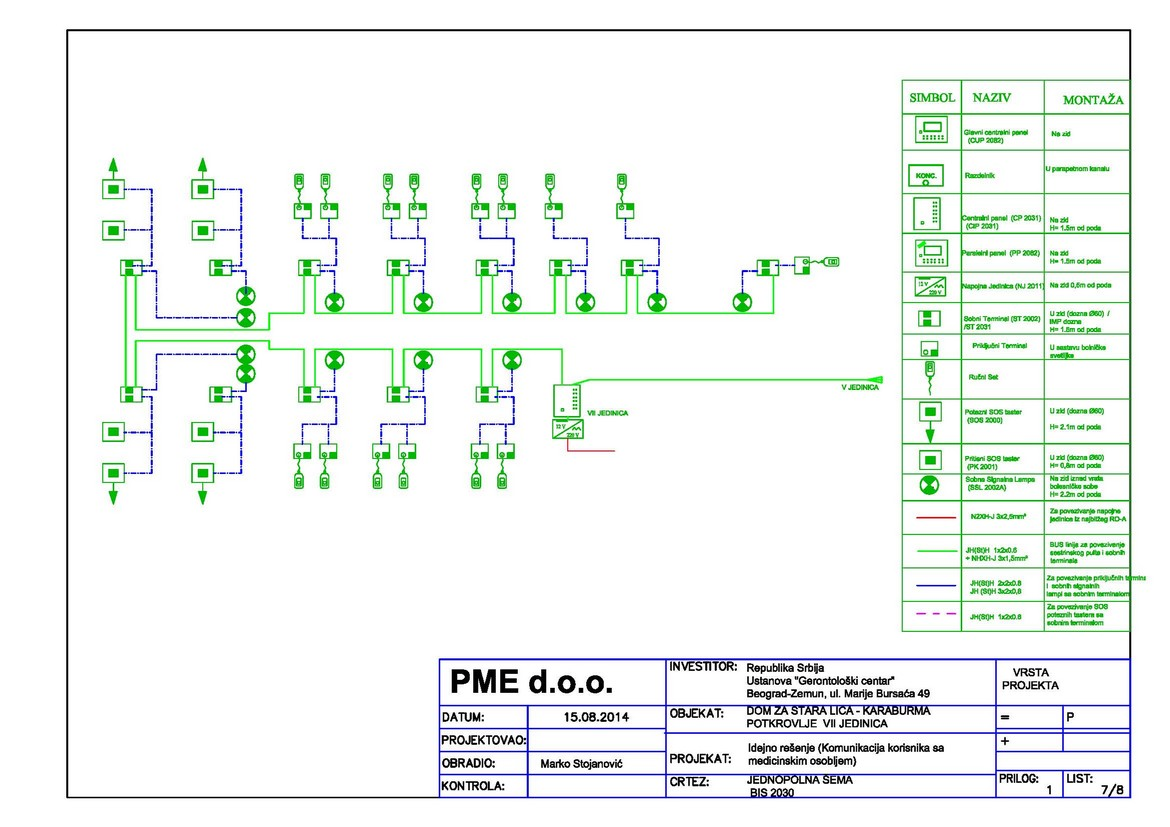 SIMBOL NAZIV MONTAŽA
Glavni centralni panel
(CUP 2082)
Na zid
KONC.
Razdelnik
U parapetnom kanalu
Centralni panel (CP 2031)
(CIP 2031)
Na zid
H= 1.5m od poda
Paralelni panel (PP 2082)
Na zid
H= 1.5m od poda
12 V
220 V
Napojna Jedinica (NJ 2011)
Na zid 0,5m od poda
Sobni Terminal (ST 2002)
/ST 2031
U zid (dozna Ø60) /
IMP dozna
H= 1.5m od poda
Priključni Terminal
U sastavu bolničke
svetiljke
Ručni Set
Potezni SOS taster
(SOS 2000)
U zid (dozna Ø60)
H= 2.1m od poda
Pritisni SOS taster
(PK 2001)
U zid (dozna Ø60)
H= 0,8m od poda
Sobna Signalna Lampa
(SSL 2002A)
Na zid iznad vrata
bolesničke sobe
H= 2.2m od poda
N2XH-J 3x2,5mm²
Za povezivanje napojne
jedinice iz najbližeg RO-A
JH(St)H 1x2x0.6
+ NHXH-J 3x1,5mm²
BUS linija za povezivanje
sestrinskog pulta i sobnih
terminala
JH(St)H 2x2x0.8
JH (St)H 3x2x0,8
Za povezivanje priključnih termina
i sobnih signalnih
lampi sa sobnim terminalom
JH(St)H 1x2x0.6
Za povezivanje SOS
poteznih tastera sa
sobnim terminalom
V JEDINICA
VII JEDINICA
12 V
220 V
PME d.o.o.
DATUM: 15.08.2014
PROJEKTOVAO:
OBRADIO: Marko Stojanović
KONTROLA:
INVESTITOR: Republika Srbija
Ustanova "Gerontološki centar"
Beograd-Zemun, ul. Marije Bursaća 49
OBJEKAT: DOM ZA STARA LICA - KARABURMA
POTKROVLJE VII JEDINICA
PROJEKAT: Idejno rešenje (Komunikacija korisnika sa
medicinskim osobljem)
CRTEZ: JEDNOPOLNA ŠEMA
BIS 2030
VRSTA
PROJEKTA
= P
+
PRILOG: 1
LIST: 7/8